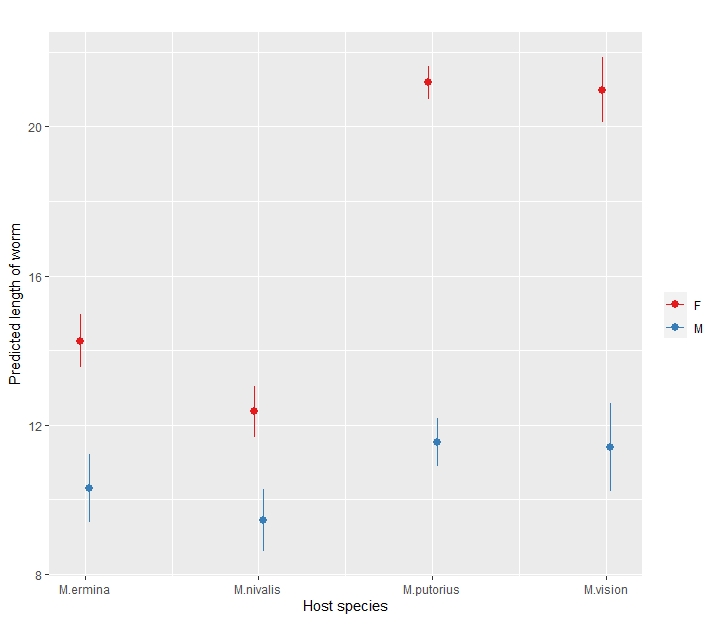 Predicted length of worm
20
16
12
8
M.ermina
M.nivalis
M.putorius
M.vision
Host species
F
M